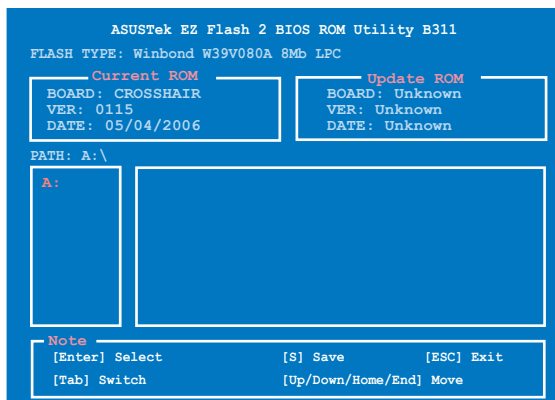 ASUSTek EZ Flash 2 BIOS ROM Utility B311
FLASH TYPE: Winbond W39V080A 8Mb LPC
Current ROM
BOARD: CROSSHAIR
VER: 0115
DATE: 05/04/2006
Update ROM
BOARD: Unknown
VER: Unknown
DATE: Unknown
PATH: A:\
A:
Note
[Enter] Select [S] Save [ESC] Exit
[Tab] Switch [Up/Down/Home/End] Move